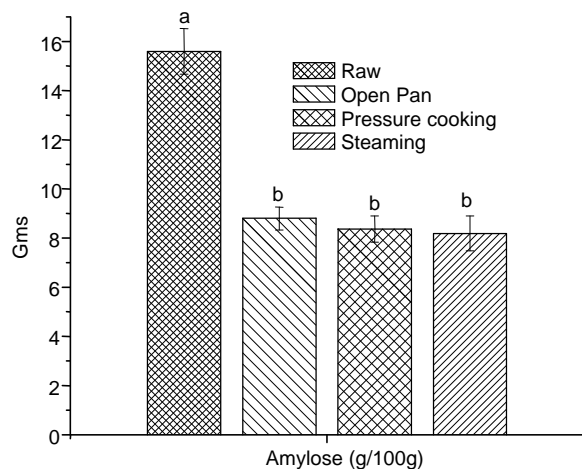 a
16
14
12
10
8
6
4
2
0
Gms
Raw
Open Pan
Pressure cooking
Steaming
b
b
b
Amylose (g/100g)